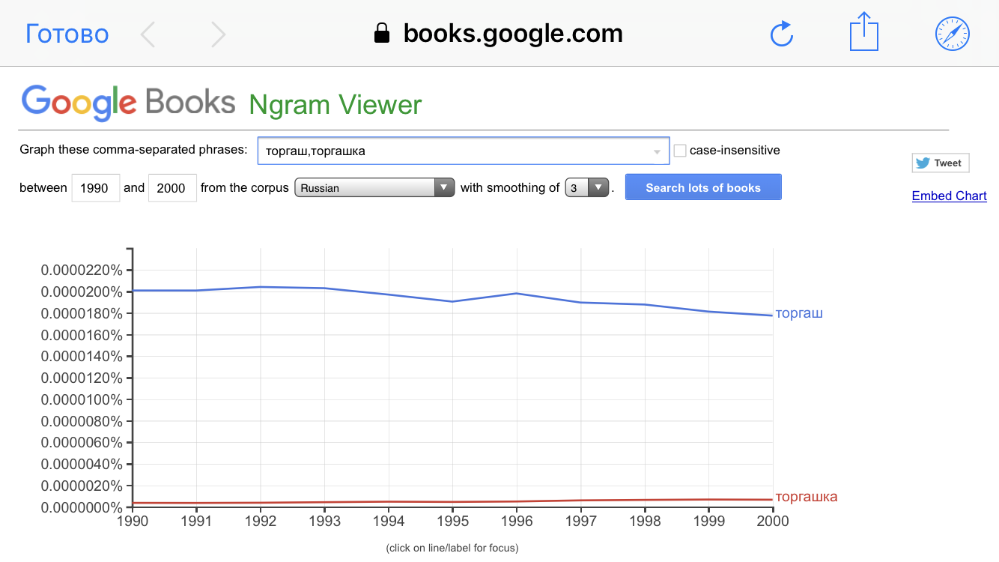 Готово books.google.com
Google Books Ngram Viewer
Graph these comma-separated phrases: торгаш,торгашка case-insensitive
Tweet
between 1990 and 2000 from the corpus Russian with smoothing of 3 . Search lots of books
Embed Chart
0.0000220%
0.0000200%
0.0000180%
торгаш
0.0000160%
0.0000140%
0.0000120%
0.0000100%
0.0000080%
0.0000060%
0.0000040%
0.0000020%
торгашка
0.0000000%
1990 1991 1992 1993 1994 1995 1996 1997 1998 1999 2000
(click on line/label for focus)